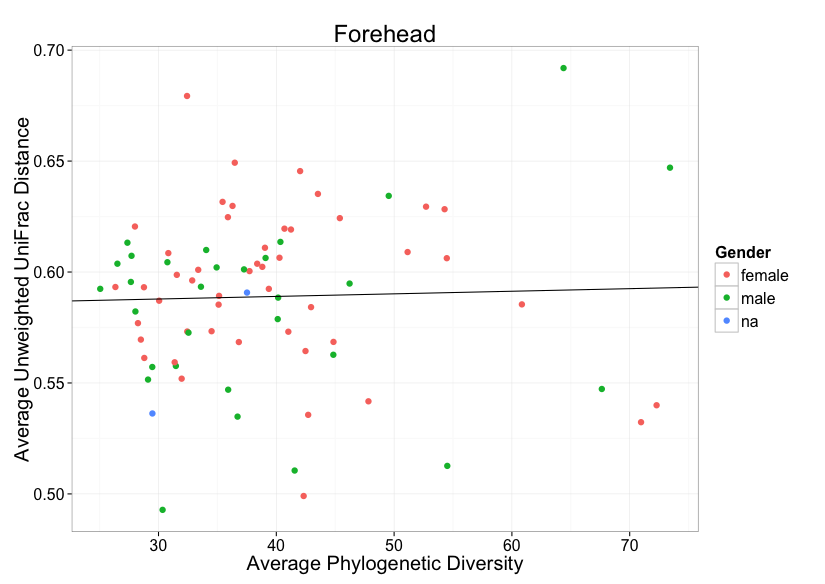 Forehead
Average Unweighted UniFrac Distance
0.70
0.65
0.60
0.55
0.50
30 40 50 60 70
Average Phylogenetic Diversity
Gender
female
male
na